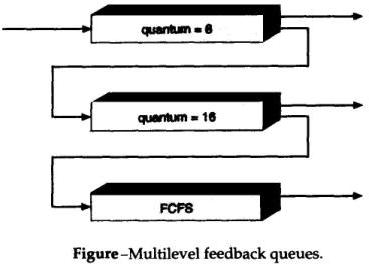 quantum = 8
quantum = 16
FCFS
Figure–Multilevel feedback queues.